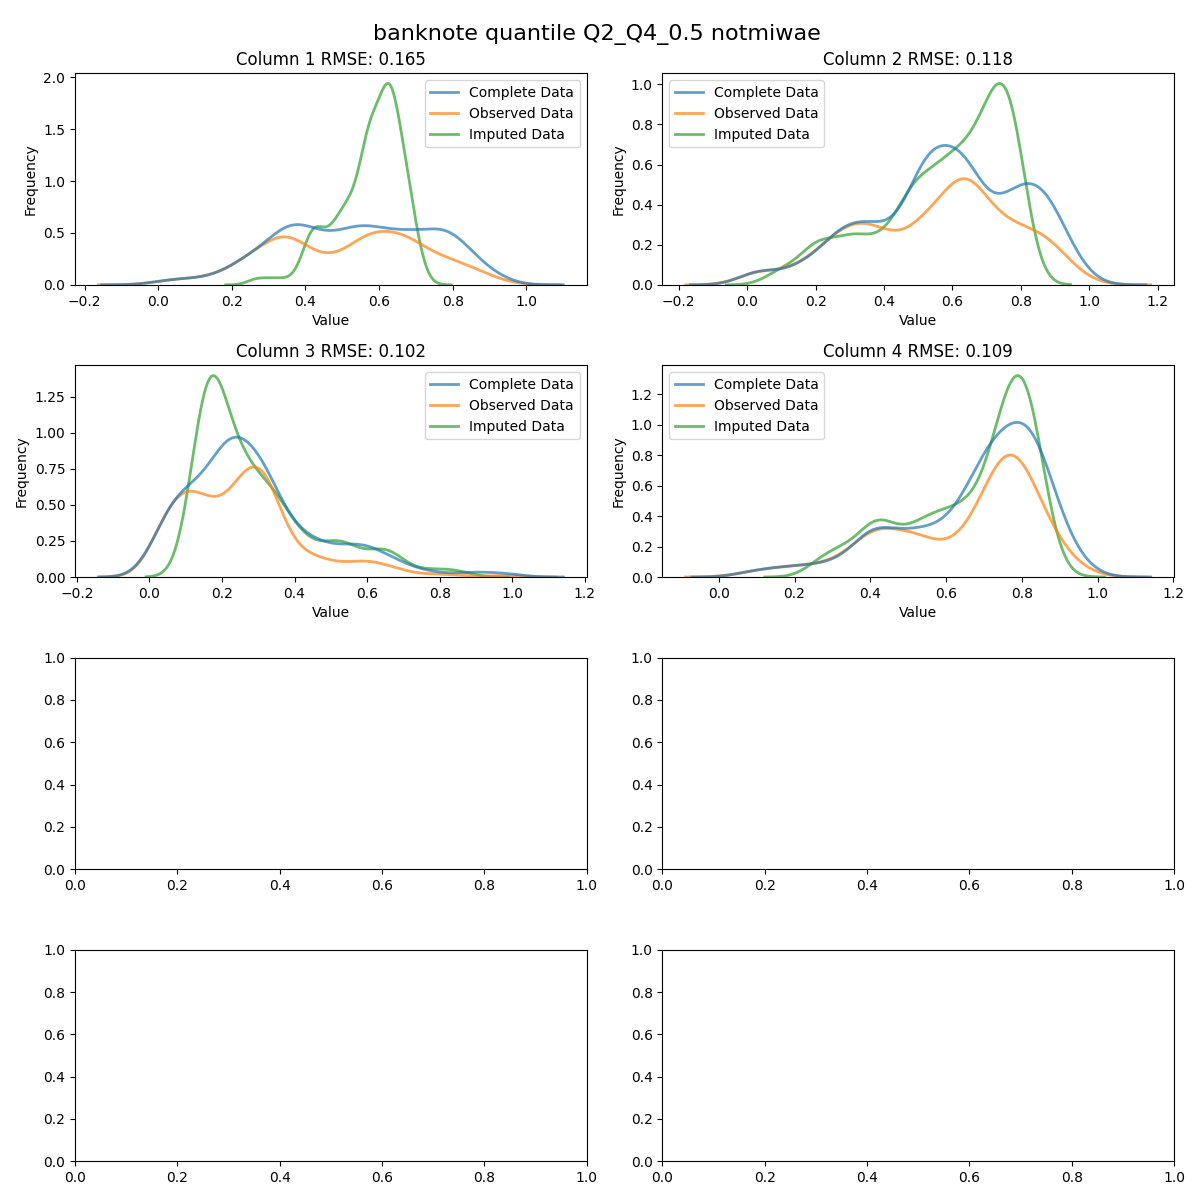 banknote quantile Q2_Q4_0.5 notmiwae
Column 1 RMSE: 0.165
2.0
1.5
1.0
0.5
0.0
Frequency
Complete Data
Observed Data
Imputed Data
−0.2 0.0 0.2 0.4 0.6 0.8 1.0
Value
Column 2 RMSE: 0.118
1.0
0.8
0.6
0.4
0.2
0.0
Frequency
Complete Data
Observed Data
Imputed Data
−0.2 0.0 0.2 0.4 0.6 0.8 1.0 1.2
Value
Column 3 RMSE: 0.102
1.25
1.00
0.75
0.50
0.25
0.00
Frequency
Complete Data
Observed Data
Imputed Data
−0.2 0.0 0.2 0.4 0.6 0.8 1.0 1.2
Value
Column 4 RMSE: 0.109
1.2
1.0
0.8
0.6
0.4
0.2
0.0
Frequency
Complete Data
Observed Data
Imputed Data
0.0 0.2 0.4 0.6 0.8 1.0 1.2
Value
1.0
0.8
0.6
0.4
0.2
0.0
0.0 0.2 0.4 0.6 0.8 1.0
1.0
0.8
0.6
0.4
0.2
0.0
0.0 0.2 0.4 0.6 0.8 1.0
1.0
0.8
0.6
0.4
0.2
0.0
0.0 0.2 0.4 0.6 0.8 1.0
1.0
0.8
0.6
0.4
0.2
0.0
0.0 0.2 0.4 0.6 0.8 1.0